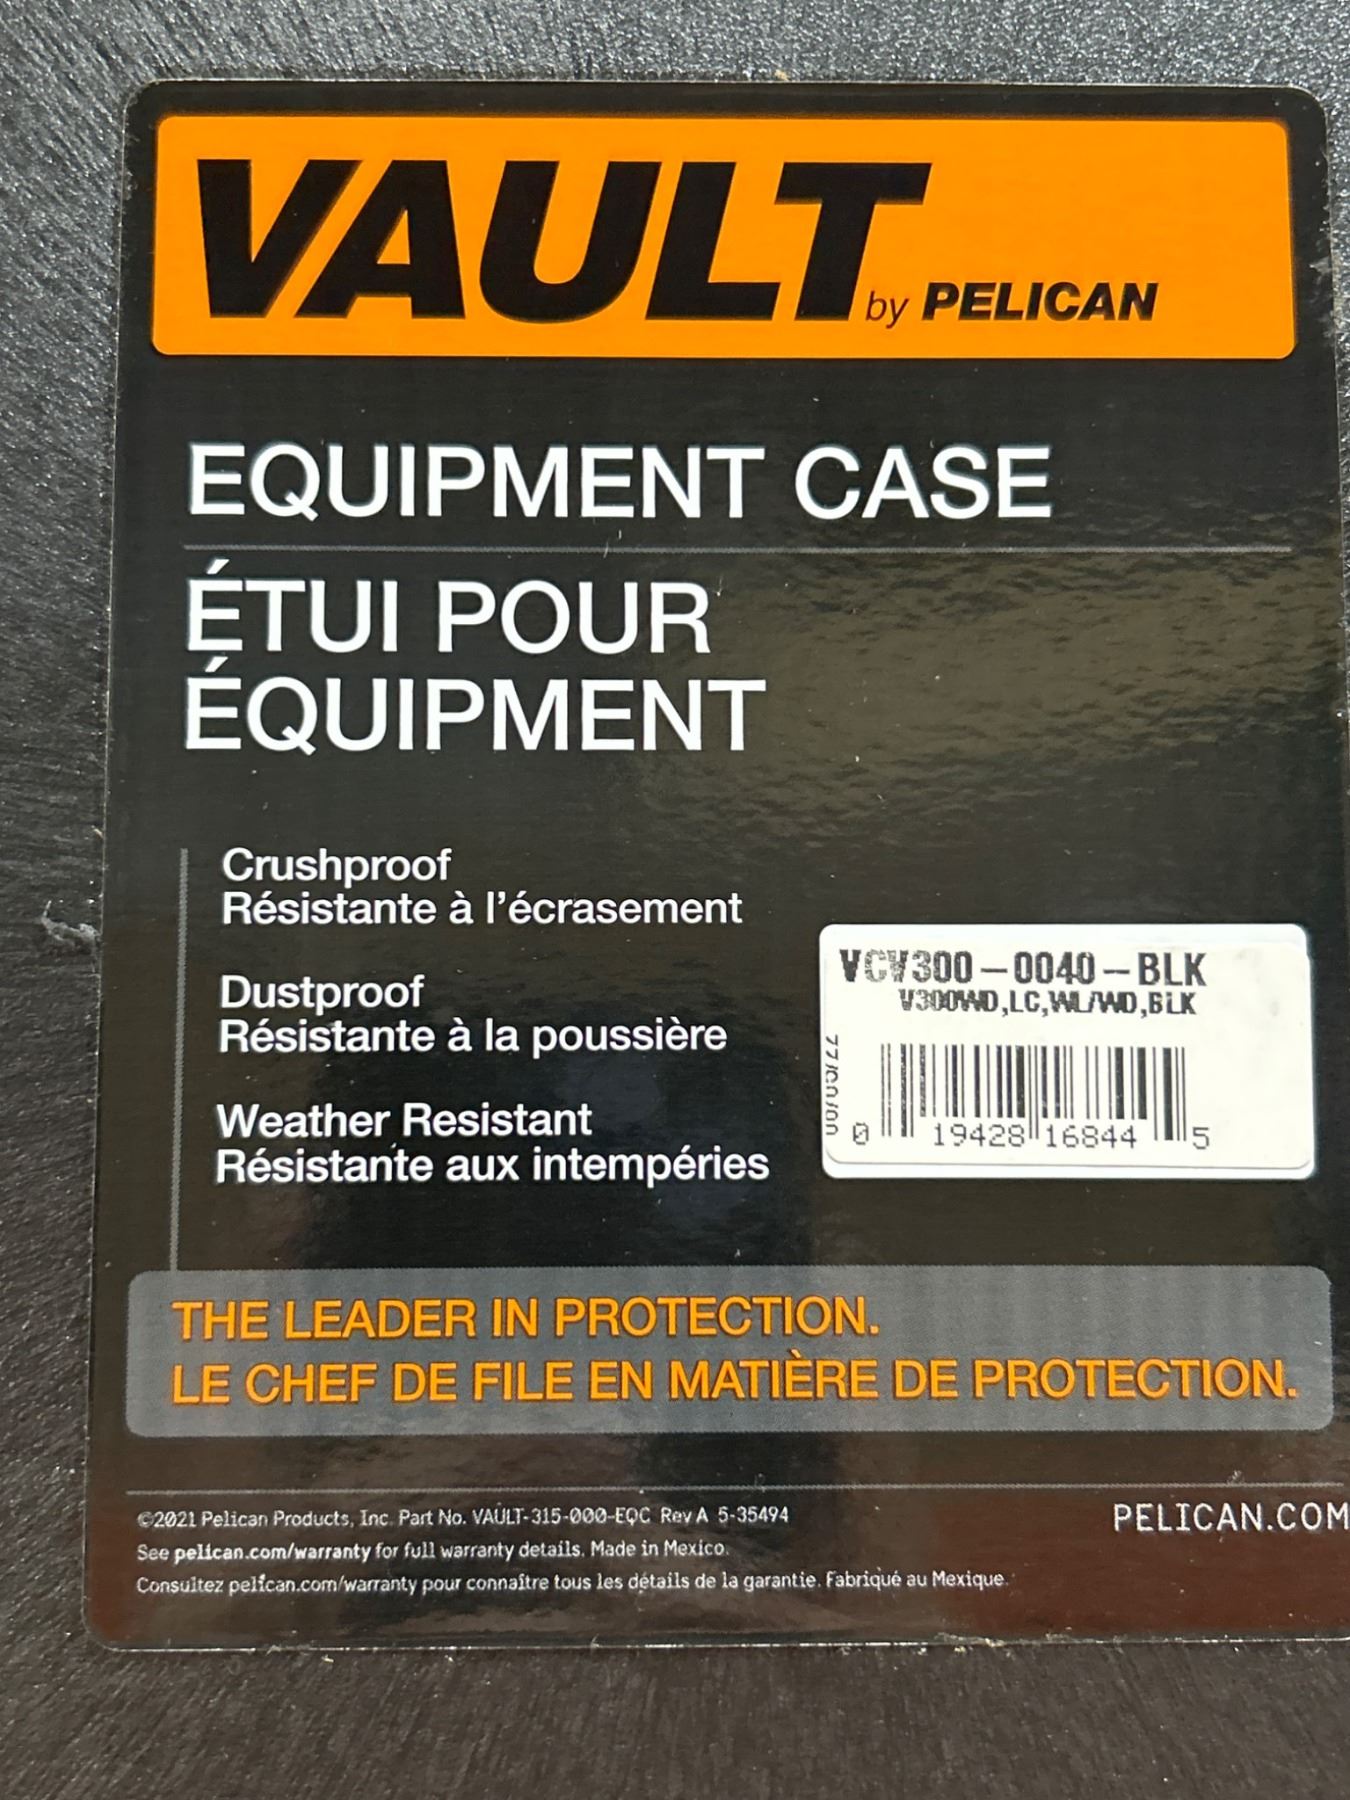 VAULT by PELICAN
EQUIPMENT CASE
ÉTUI POUR
ÉQUIPMENT
Crushproof
Résistante à l'écrasement
Dustproof
Résistante à la poussière
Weather Resistant
Résistante aux intempéries
VCV300-0040-BLK
V300WD,LC,WL/WD,BLK
0 19428 16844 5
THE LEADER IN PROTECTION.
LE CHEF DE FILE EN MATIÈRE DE PROTECTION.
©2021 Pelican Products, Inc. Part No. VAULT-315-000-EQC Rev A 5-35494
See pelican.com/warranty for full warranty details. Made in Mexico.
Consultez pelican.com/warranty pour connaître tous les détails de la garantie. Fabriqué au Mexique.
PELICAN.COM